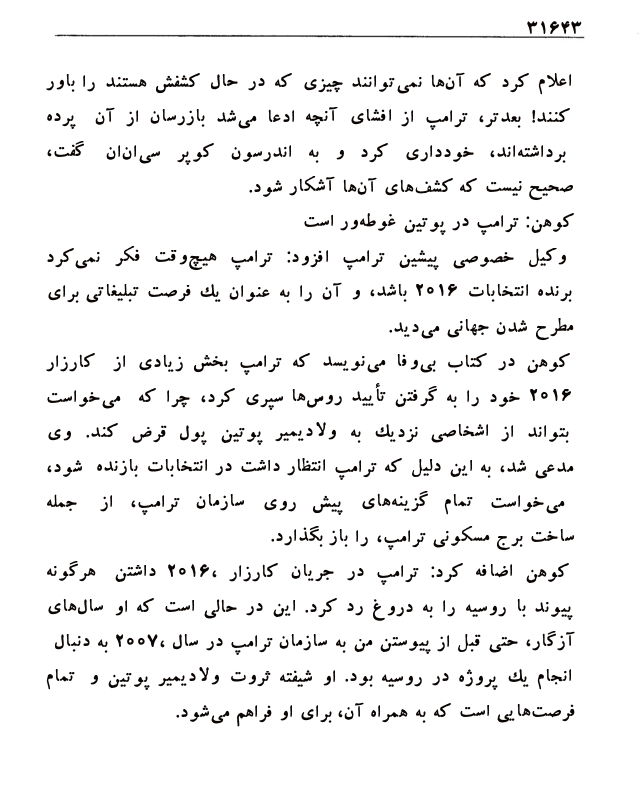 ۳۱۶۴۳
اعلام کرد که آن‌ها نمی‌توانند چیزی که در حال کشفش هستند را باور
کنند! بعدتر، ترامپ از افشای آنچه ادعا می‌شد بازرسان از آن پرده
برداشته‌اند، خودداری کرد و به اندرسون کوپر سی‌ان‌ان گفت،
صحیح نیست که کشف‌های آن‌ها آشکار شود.
کوهن: ترامپ در پوتین غوطه‌ور است
وکیل خصوصی پیشین ترامپ افزود: ترامپ هیچ‌وقت فکر نمی‌کرد
برنده انتخابات ۲۰۱۶ باشد، و آن را به عنوان یك فرصت تبلیغاتی برای
مطرح شدن جهانی می‌دید.
کوهن در کتاب بی‌وفا می‌نویسد که ترامپ بخش زیادی از کارزار
۲۰۱۶ خود را به گرفتن تأیید روس‌ها سپری کرد، چرا که می‌خواست
بتواند از اشخاصی نزدیك به ولادیمیر پوتین پول قرض کند. وی
مدعی شد، به این دلیل که ترامپ انتظار داشت در انتخابات بازنده شود،
می‌خواست تمام گزینه‌های پیش روی سازمان ترامپ، از جمله
ساخت برج مسکونی ترامپ، را باز بگذارد.
کوهن اضافه کرد: ترامپ در جریان کارزار ،۲۰۱۶ داشتن هرگونه
پیوند با روسیه را به دروغ رد کرد. این در حالی است که او سال‌های
آزگار، حتی قبل از پیوستن من به سازمان ترامپ در سال ،۲۰۰۷ به دنبال
انجام یك پروژه در روسیه بود. او شیفته ثروت ولادیمیر پوتین و تمام
فرصت‌هایی است که به همراه آن، برای او فراهم می‌شود.